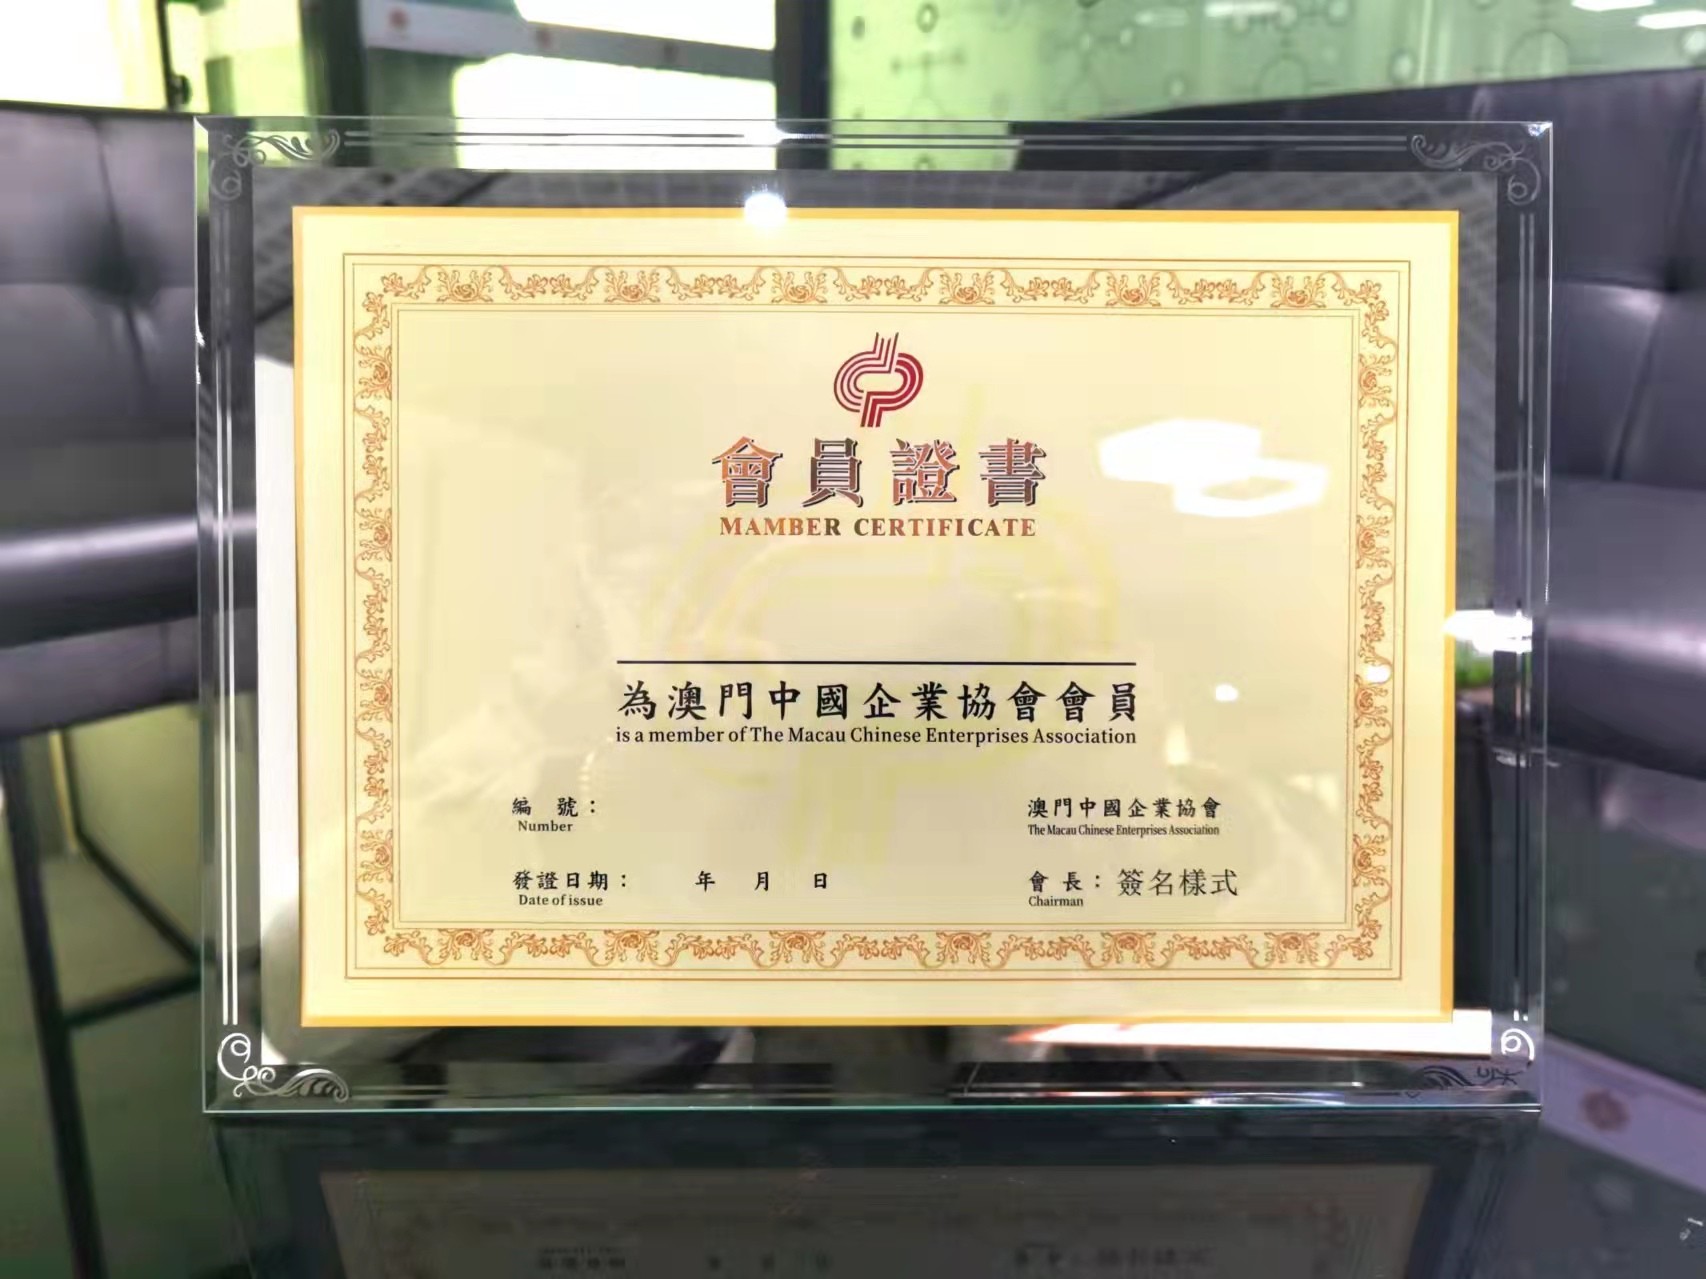 會員證書
MAMBER CERTIFICATE
為澳門中國企業協會會員
is a member of The Macau Chinese Enterprises Association
編 號：
Number
澳門中國企業協會
The Macau Chinese Enterprises Association
發證日期： 年 月 日
Date of issue
會 長：簽名樣式
Chairman